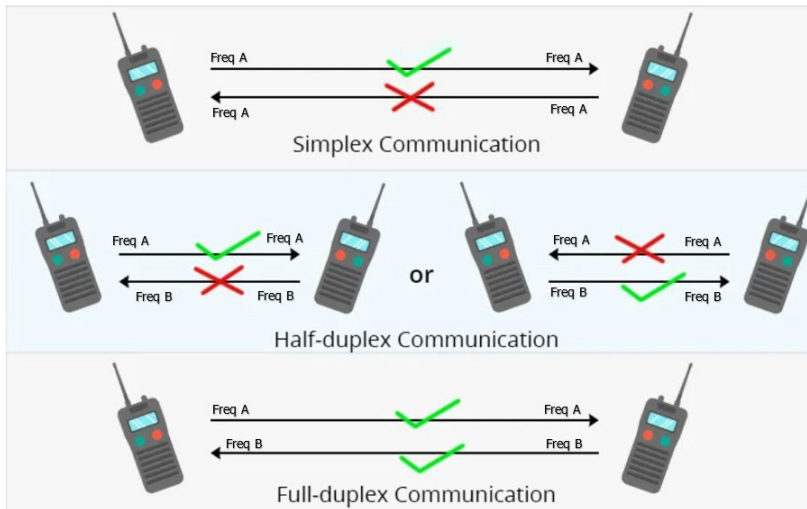 Freq A Freq A
Freq A Freq A
Simplex Communication
Freq A Freq A Freq A Freq A
or
Freq B Freq B Freq B Freq B
Half-duplex Communication
Freq A Freq A
Freq B Freq B
Full-duplex Communication